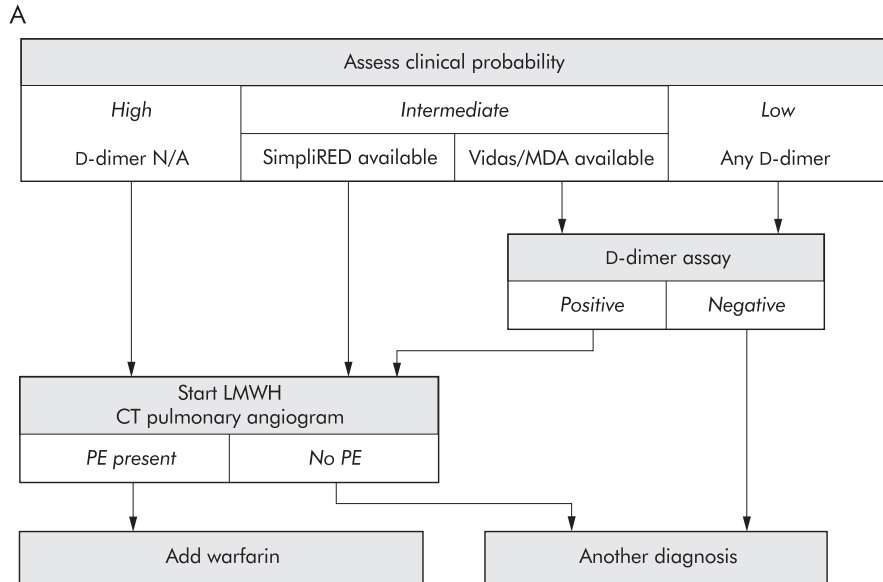 A
Assess clinical probability
High
Intermediate
Low
D-dimer N/A
SimpliRED available
Vidas/MDA available
Any D-dimer
D-dimer assay
Positive
Negative
Start LMWH
CT pulmonary angiogram
PE present
No PE
Add warfarin
Another diagnosis